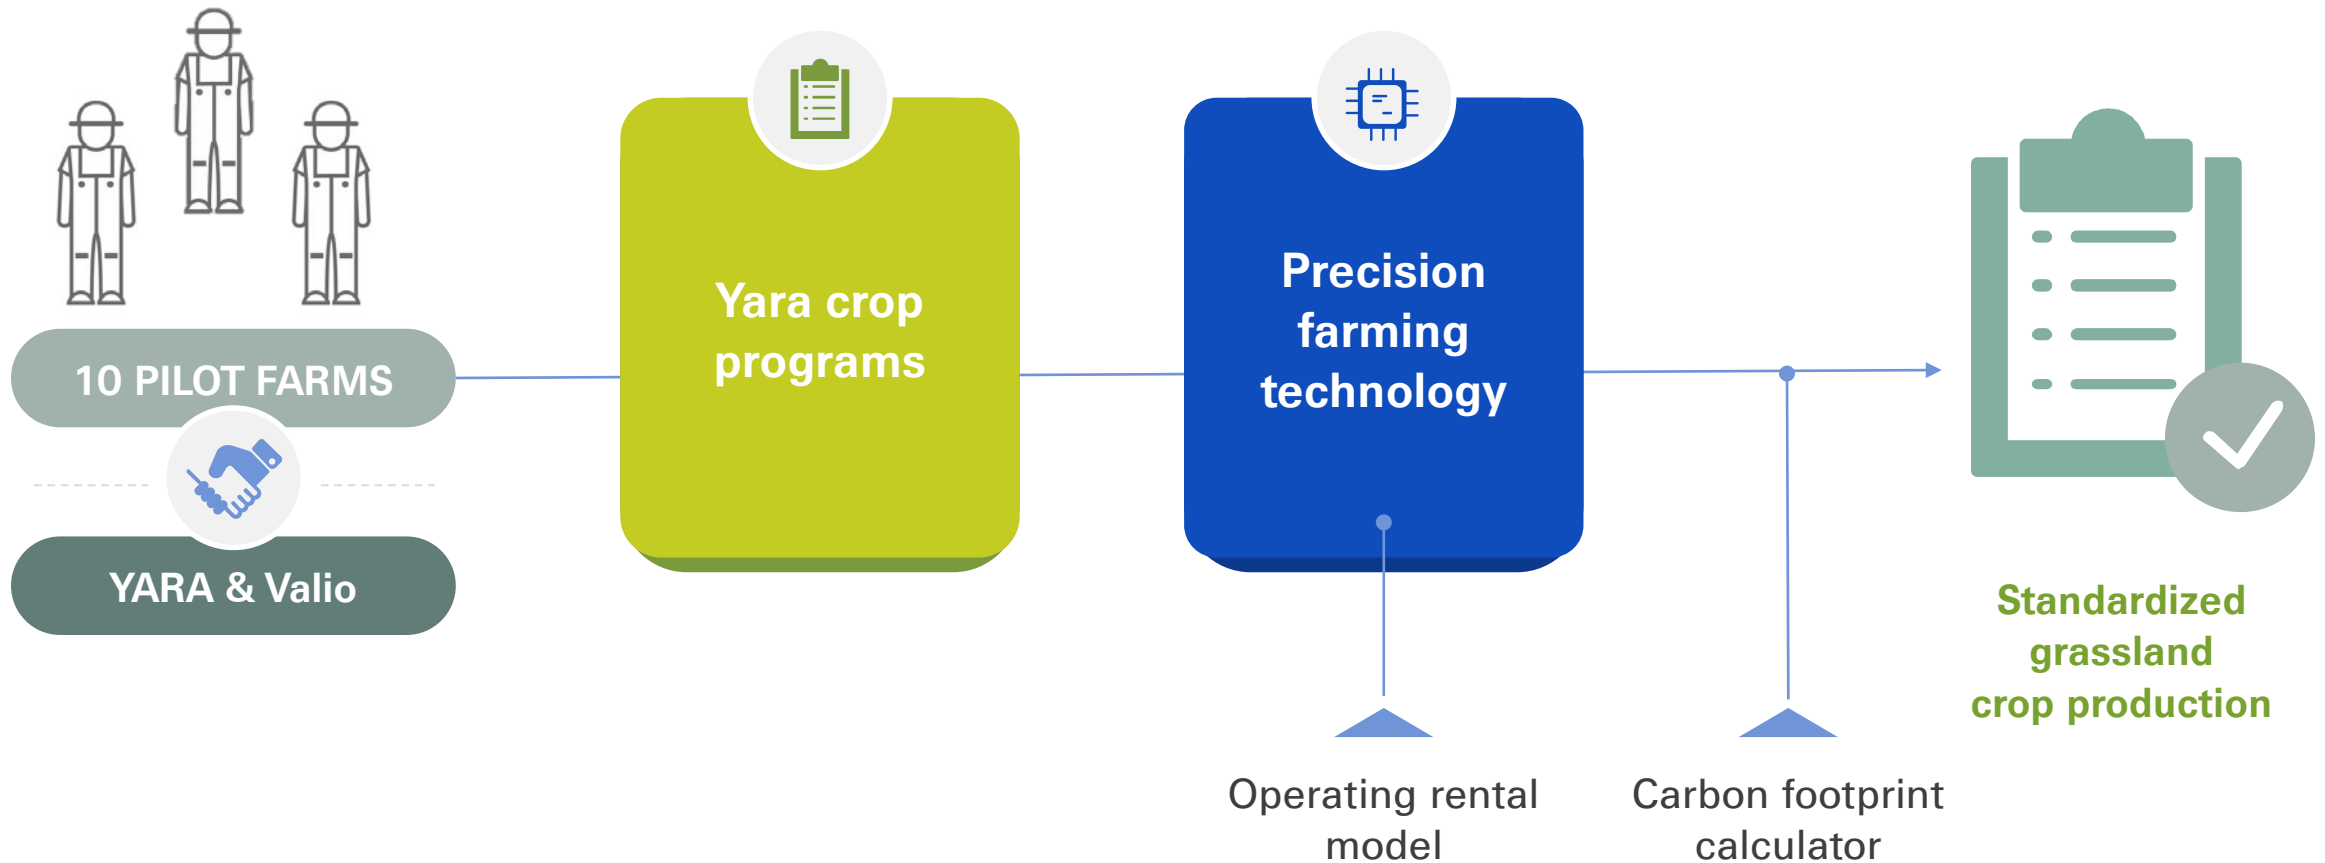 10 PILOT FARMS
YARA & Valio
Yara crop
programs
Precision
farming
technology
Operating rental
model
Carbon footprint
calculator
Standardized
grassland
crop production